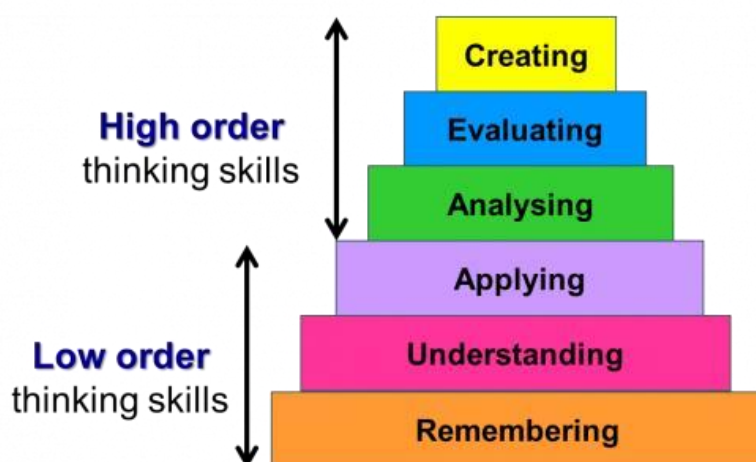 Creating
Evaluating
Analysing
Applying
Understanding
Remembering
High order
thinking skills
Low order
thinking skills